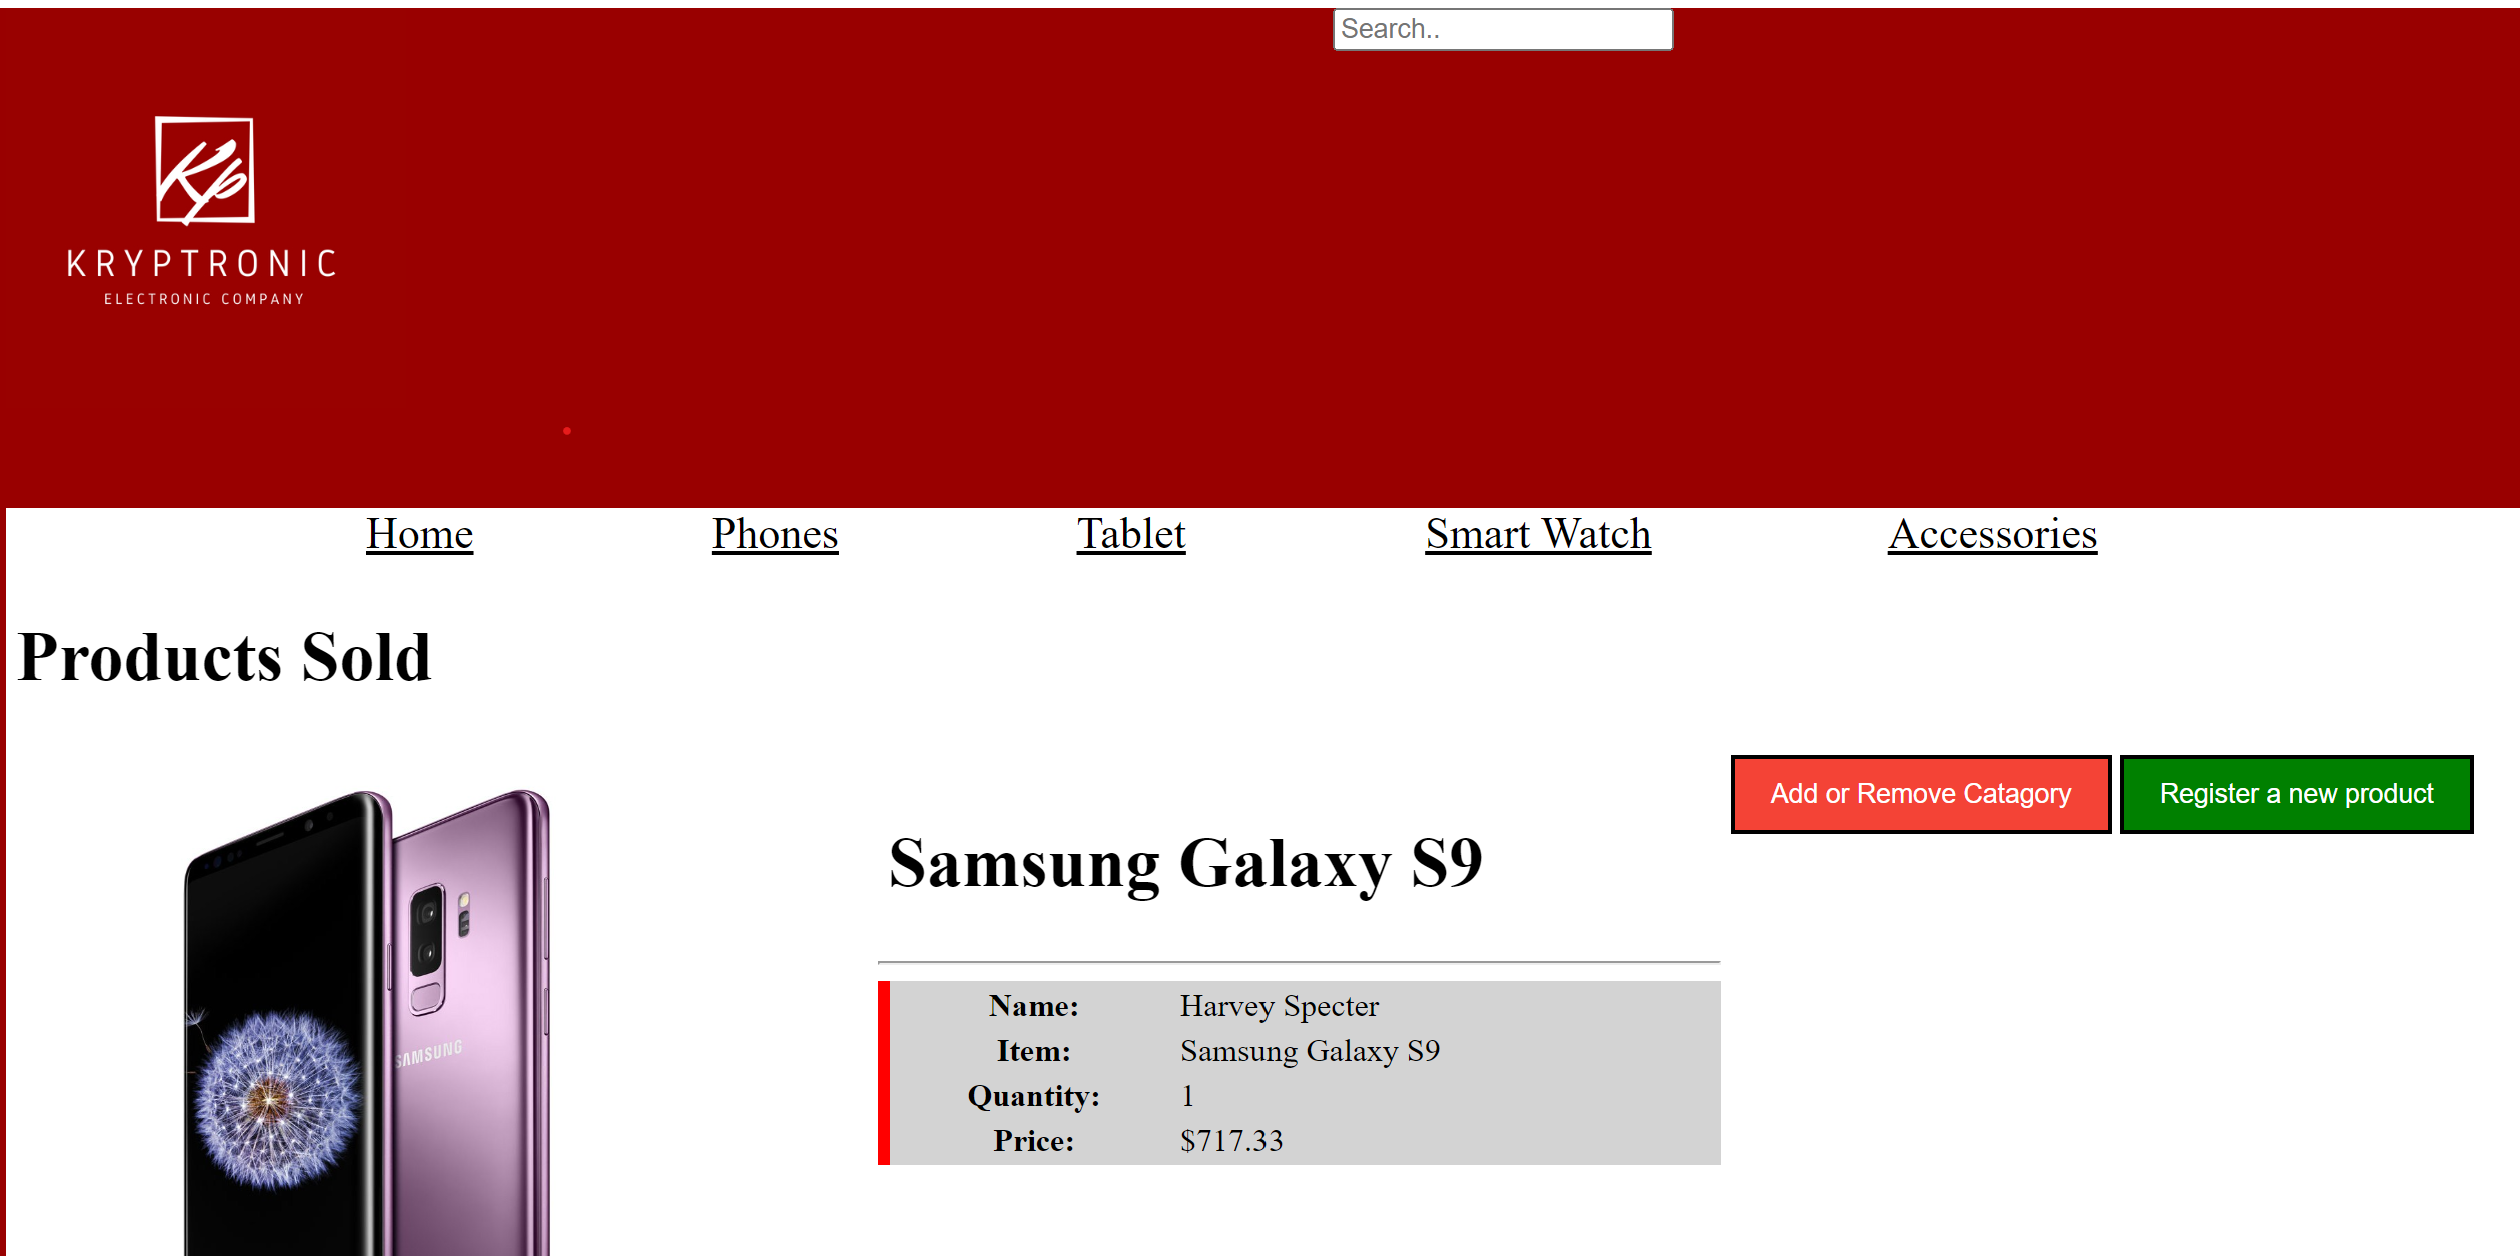 Search..
Kp
KRYPTRONIC
ELECTRONIC COMPANY
Home Phones Tablet Smart Watch Accessories
Products Sold
Add or Remove Catagory Register a new product
Samsung Galaxy S9
Name: Harvey Specter
Item: Samsung Galaxy S9
Quantity: 1
Price: $717.33
SAMSUNG